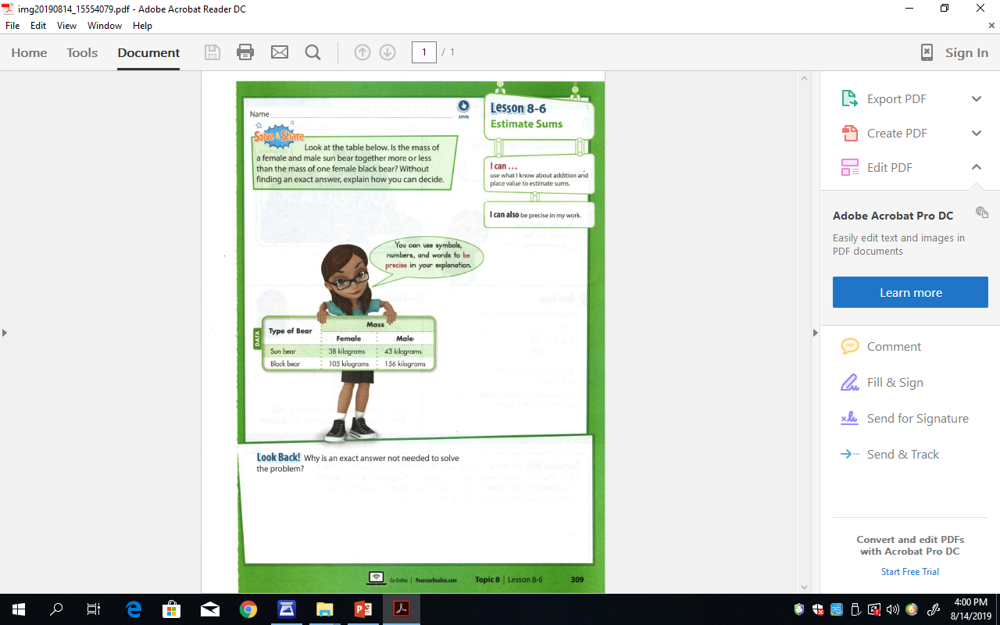 img20190814_15554079.pdf - Adobe Acrobat Reader DC
File Edit View Window Help
Home Tools Document 1 / 1 Sign In
Name
Activity
Solve & Share
Look at the table below. Is the mass of
a female and male sun bear together more or less
than the mass of one female black bear? Without
finding an exact answer, explain how you can decide.
Lesson 8-6
Estimate Sums
I can ...
use what I know about addition and
place value to estimate sums.
I can also be precise in my work.
You can use symbols,
numbers, and words to be
precise in your explanation.
DATA
Type of Bear Mass
Female Male
Sun bear 38 kilograms 43 kilograms
Black bear 105 kilograms 156 kilograms
Look Back! Why is an exact answer not needed to solve
the problem?
Go Online | PearsonRealize.com Topic 8 | Lesson 8-6 309
Export PDF
Create PDF
Edit PDF
Adobe Acrobat Pro DC
Easily edit text and images in
PDF documents
Learn more
Comment
Fill & Sign
Send for Signature
Send & Track
Convert and edit PDFs
with Acrobat Pro DC
Start Free Trial
4:00 PM
8/14/2019